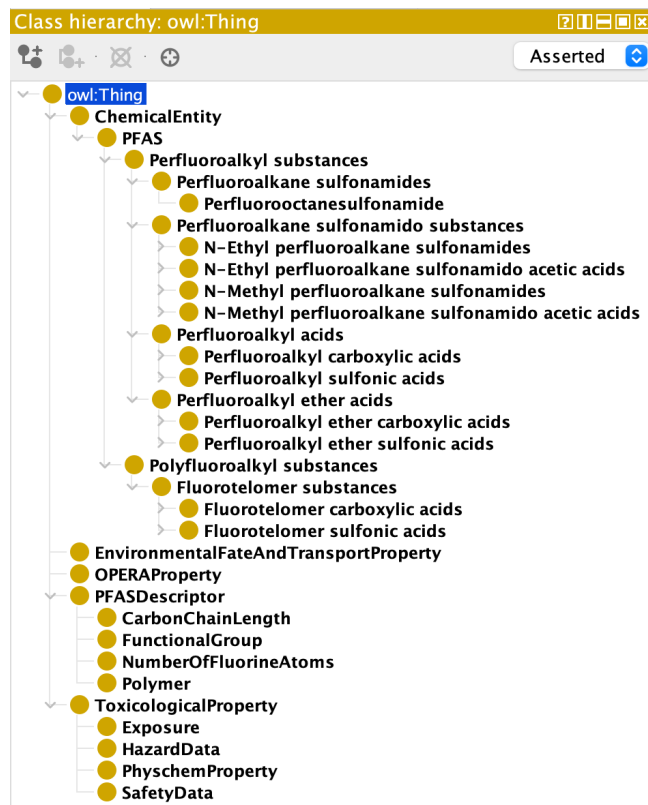 Class hierarchy: owl:Thing
Asserted
owl:Thing
ChemicalEntity
PFAS
Perfluoroalkyl substances
Perfluoroalkane sulfonamides
Perfluorooctanesulfonamide
Perfluoroalkane sulfonamido substances
N-Ethyl perfluoroalkane sulfonamides
N-Ethyl perfluoroalkane sulfonamido acetic acids
N-Methyl perfluoroalkane sulfonamides
N-Methyl perfluoroalkane sulfonamido acetic acids
Perfluoroalkyl acids
Perfluoroalkyl carboxylic acids
Perfluoroalkyl sulfonic acids
Perfluoroalkyl ether acids
Perfluoroalkyl ether carboxylic acids
Perfluoroalkyl ether sulfonic acids
Polyfluoroalkyl substances
Fluorotelomer substances
Fluorotelomer carboxylic acids
Fluorotelomer sulfonic acids
EnvironmentalFateAndTransportProperty
OPERAProperty
PFASDescriptor
CarbonChainLength
FunctionalGroup
NumberOfFluorineAtoms
Polymer
ToxicologicalProperty
Exposure
HazardData
PhyschemProperty
SafetyData